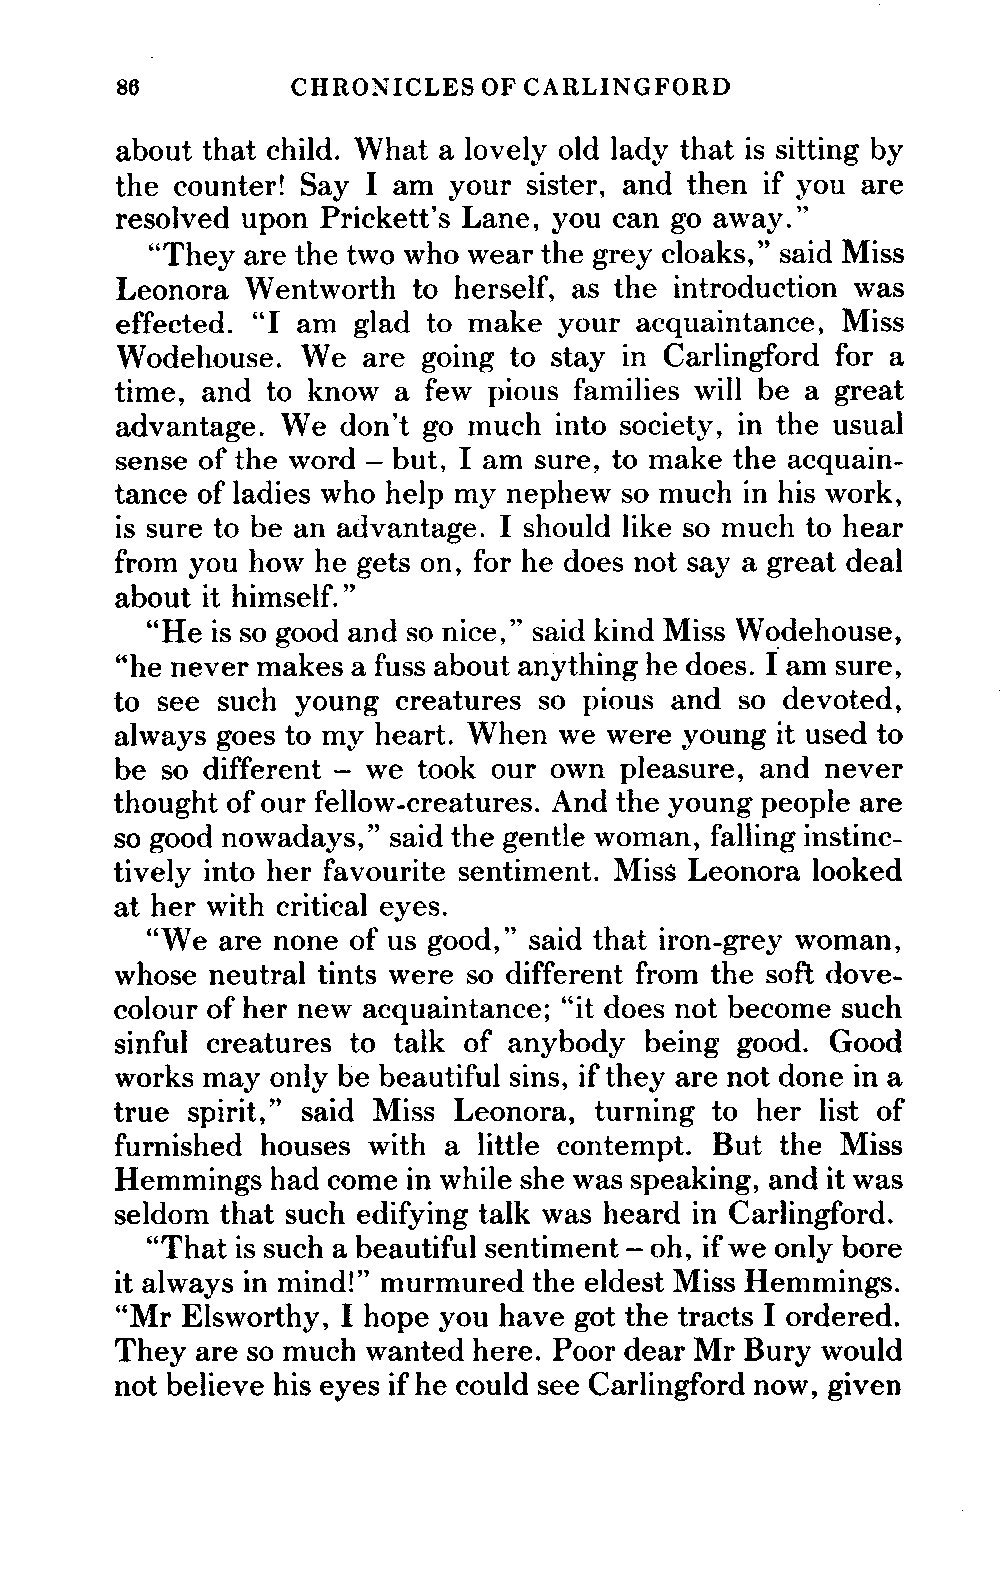 86 CHRONICLES OF CARLINGFORD
about that child. What a lovely old lady that is sitting by
the counter! Say I am your sister, and then if you are
resolved upon Prickett's Lane, you can go away.”
“They are the two who wear the grey cloaks,” said Miss
Leonora Wentworth to herself, as the introduction was
effected. “I am glad to make your acquaintance, Miss
Wodehouse. We are going to stay in Carlingford for a
time, and to know a few pious families will be a great
advantage. We don't go much into society, in the usual
sense of the word – but, I am sure, to make the acquain-
tance of ladies who help my nephew so much in his work,
is sure to be an advantage. I should like so much to hear
from you how he gets on, for he does not say a great deal
about it himself.”
“He is so good and so nice,” said kind Miss Wodehouse,
“he never makes a fuss about anything he does. I am sure,
to see such young creatures so pious and so devoted,
always goes to my heart. When we were young it used to
be so different – we took our own pleasure, and never
thought of our fellow-creatures. And the young people are
so good nowadays,” said the gentle woman, falling instinc-
tively into her favourite sentiment. Miss Leonora looked
at her with critical eyes.
“We are none of us good,” said that iron-grey woman,
whose neutral tints were so different from the soft dove-
colour of her new acquaintance; “it does not become such
sinful creatures to talk of anybody being good. Good
works may only be beautiful sins, if they are not done in a
true spirit,” said Miss Leonora, turning to her list of
furnished houses with a little contempt. But the Miss
Hemmings had come in while she was speaking, and it was
seldom that such edifying talk was heard in Carlingford.
“That is such a beautiful sentiment – oh, if we only bore
it always in mind!” murmured the eldest Miss Hemmings.
“Mr Elsworthy, I hope you have got the tracts I ordered.
They are so much wanted here. Poor dear Mr Bury would
not believe his eyes if he could see Carlingford now, given